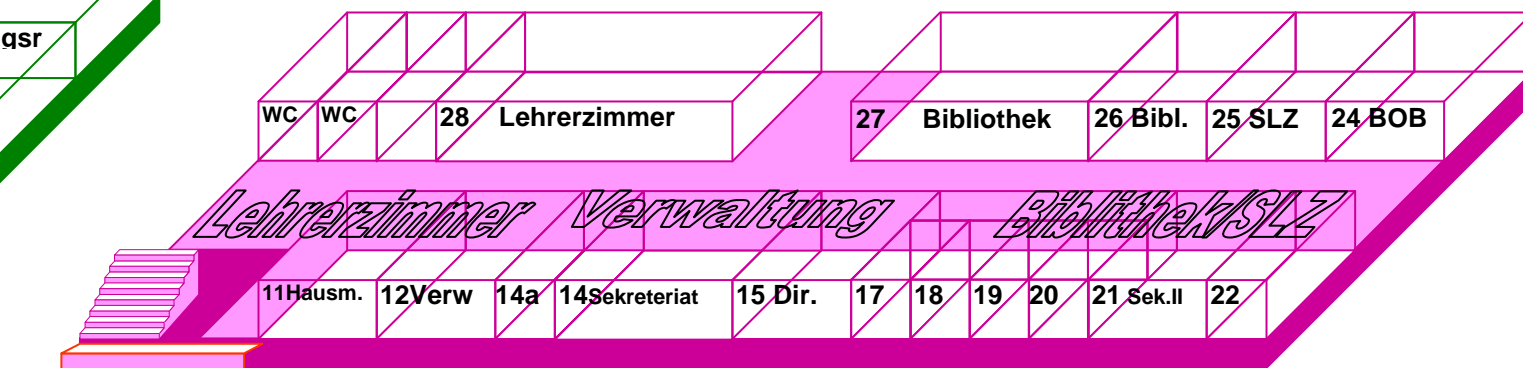 gsr
WC WC 28 Lehrerzimmer 27 Bibliothek 26 Bibl. 25 SLZ 24 BOB
Lehrerzimmer Verwaltung Biblithek/SLZ
11Hausm. 12Verw 14a 14Sekreteriat 15 Dir. 17 18 19 20 21 Sek.II 22